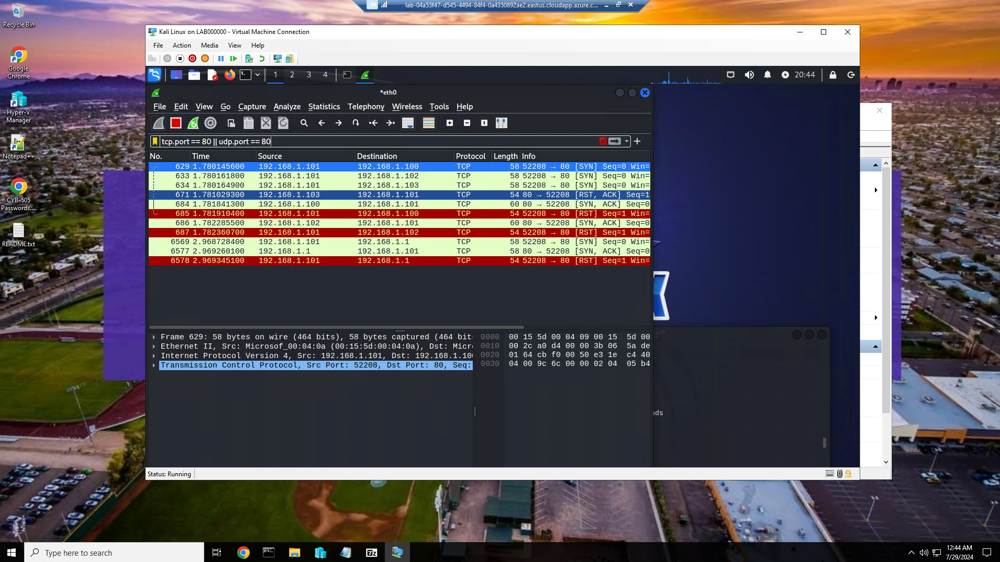 lab-04a53f47-d545-4494-84f4-0a4350892ae2.eastus.cloudapp.azure.c...
Recycle Bin
Google
Chrome
Hyper-V
Manager
Notepad++
CYB-505
Passwords....
README.txt
Kali Linux on LAB000000 - Virtual Machine Connection
File Action Media View Help
1 2 3 4
20:44
*eth0
File Edit View Go Capture Analyze Statistics Telephony Wireless Tools Help
tcp.port == 80 || udp.port == 80
No. Time Source Destination Protocol Length Info
629 1.780145600 192.168.1.101 192.168.1.100 TCP 58 52208 → 80 [SYN] Seq=0 Win=
633 1.780161800 192.168.1.101 192.168.1.102 TCP 58 52208 → 80 [SYN] Seq=0 Win=
634 1.780164900 192.168.1.101 192.168.1.103 TCP 58 52208 → 80 [SYN] Seq=0 Win=
671 1.781029300 192.168.1.103 192.168.1.101 TCP 54 80 → 52208 [RST, ACK] Seq=1
684 1.781841300 192.168.1.100 192.168.1.101 TCP 60 80 → 52208 [SYN, ACK] Seq=0
685 1.781910400 192.168.1.101 192.168.1.100 TCP 54 52208 → 80 [RST] Seq=1 Win=
686 1.782285500 192.168.1.102 192.168.1.101 TCP 60 80 → 52208 [SYN, ACK] Seq=0
687 1.782360700 192.168.1.101 192.168.1.102 TCP 54 52208 → 80 [RST] Seq=1 Win=
6569 2.968728400 192.168.1.101 192.168.1.1 TCP 58 52208 → 80 [SYN] Seq=0 Win=
6577 2.969260100 192.168.1.1 192.168.1.101 TCP 58 80 → 52208 [SYN, ACK] Seq=0
6578 2.969345100 192.168.1.101 192.168.1.1 TCP 54 52208 → 80 [RST] Seq=1 Win=
Frame 629: 58 bytes on wire (464 bits), 58 bytes captured (464 bit
Ethernet II, Src: Microsof_00:04:0a (00:15:5d:00:04:0a), Dst: Micr
Internet Protocol Version 4, Src: 192.168.1.101, Dst: 192.168.1.100
Transmission Control Protocol, Src Port: 52208, Dst Port: 80, Seq:
0000 00 15 5d 00 04 09 00 15 5d 00
0010 00 2c a0 d4 00 00 3b 06 5a de
0020 01 64 cb f0 00 50 e3 1e c4 40
0030 04 00 9c 6c 00 00 02 04 05 b4
nds
Status: Running
Type here to search
7z
12:44 AM
7/29/2024